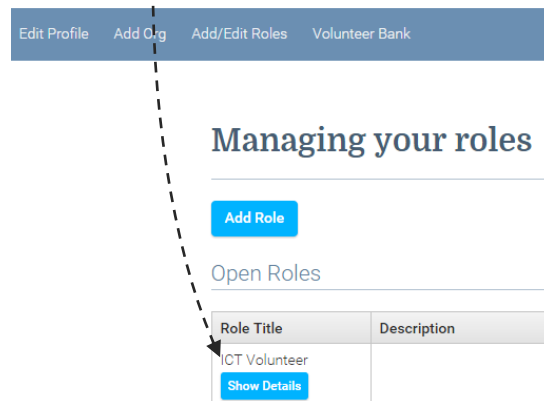 Edit Profile Add Org Add/Edit Roles Volunteer Bank
Managing your roles
Add Role
Open Roles
Role Title Description
ICT Volunteer
Show Details